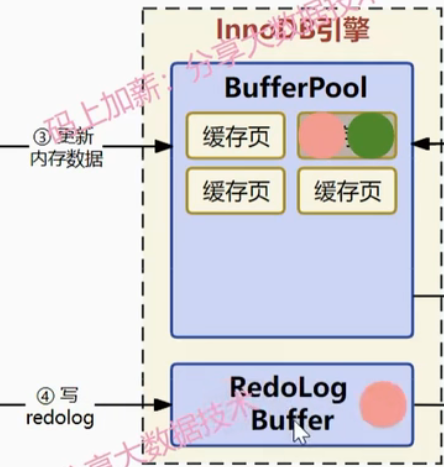 InnoDB引擎
码上加新：分享大数据技术
BufferPool
③ 更新
内存数据
缓存页
缓存页
缓存页
④ 写
redolog
RedoLog
Buffer
分享大数据技术